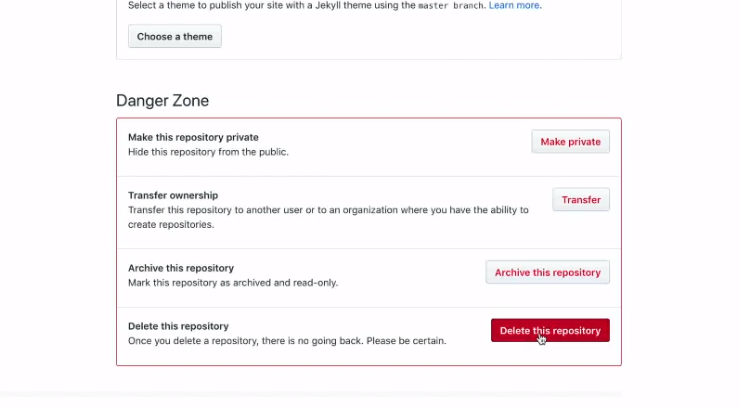 Select a theme to publish your site with a Jekyll theme using the master branch. Learn more.
Choose a theme
Danger Zone
Make this repository private
Hide this repository from the public.
Make private
Transfer ownership
Transfer this repository to another user or to an organization where you have the ability to
create repositories.
Transfer
Archive this repository
Mark this repository as archived and read-only.
Archive this repository
Delete this repository
Once you delete a repository, there is no going back. Please be certain.
Delete this repository